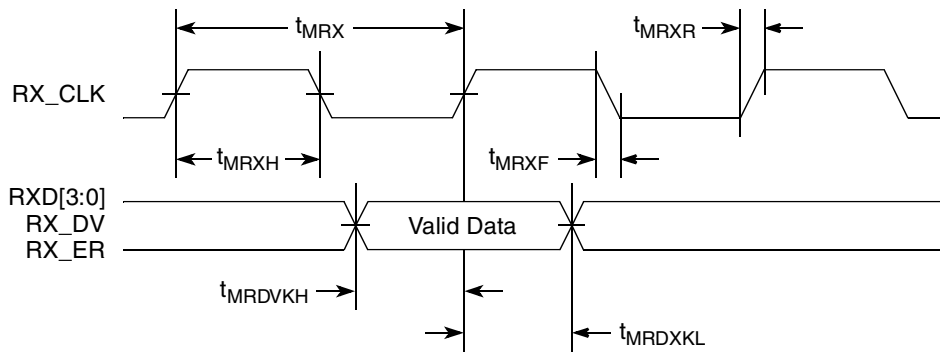 tMRX
tMRXR
RX_CLK
tMRXH
tMRXF
RXD[3:0]
RX_DV
RX_ER
Valid Data
tMRDVKH
tMRDXKL